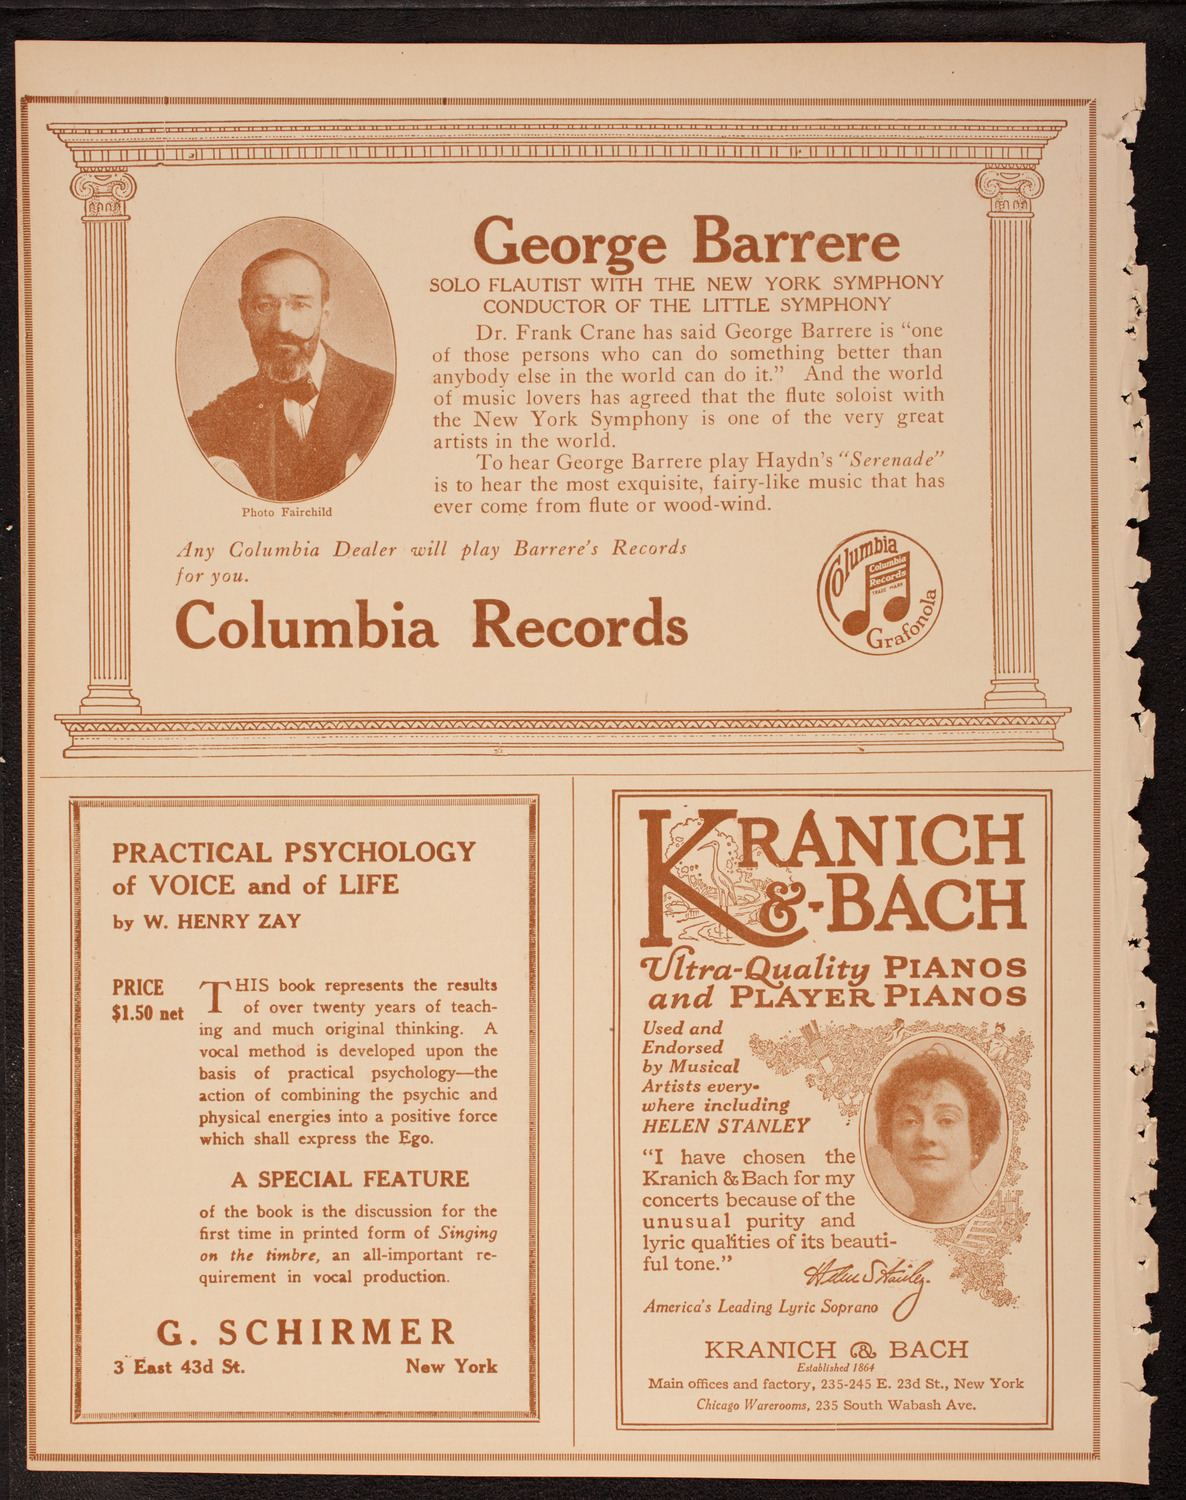 George Barrere
SOLO FLAUTIST WITH THE NEW YORK SYMPHONY
CONDUCTOR OF THE LITTLE SYMPHONY
Dr. Frank Crane has said George Barrere is “one
of those persons who can do something better than
anybody else in the world can do it.” And the world
of music lovers has agreed that the flute soloist with
the New York Symphony is one of the very great
artists in the world.
To hear George Barrere play Haydn's “Serenade”
is to hear the most exquisite, fairy-like music that has
ever come from flute or wood-wind.
Photo Fairchild
Any Columbia Dealer will play Barrere's Records
for you.
Columbia Records
Columbia
Columbia
Records
TRADE MARK
Grafonola
PRACTICAL PSYCHOLOGY
of VOICE and of LIFE
by W. HENRY ZAY
PRICE
$1.50 net
THIS book represents the results
of over twenty years of teach-
ing and much original thinking. A
vocal method is developed upon the
basis of practical psychology—the
action of combining the psychic and
physical energies into a positive force
which shall express the Ego.
A SPECIAL FEATURE
of the book is the discussion for the
first time in printed form of Singing
on the timbre, an all-important re-
quirement in vocal production.
G. SCHIRMER
3 East 43d St. New York
KRANICH
&-BACH
Ultra-Quality PIANOS
and PLAYER PIANOS
Used and
Endorsed
by Musical
Artists every-
where including
HELEN STANLEY
“I have chosen the
Kranich & Bach for my
concerts because of the
unusual purity and
lyric qualities of its beauti-
ful tone.”
Helen Stanley.
America's Leading Lyric Soprano
KRANICH & BACH
Established 1864
Main offices and factory, 235-245 E. 23d St., New York
Chicago Warerooms, 235 South Wabash Ave.